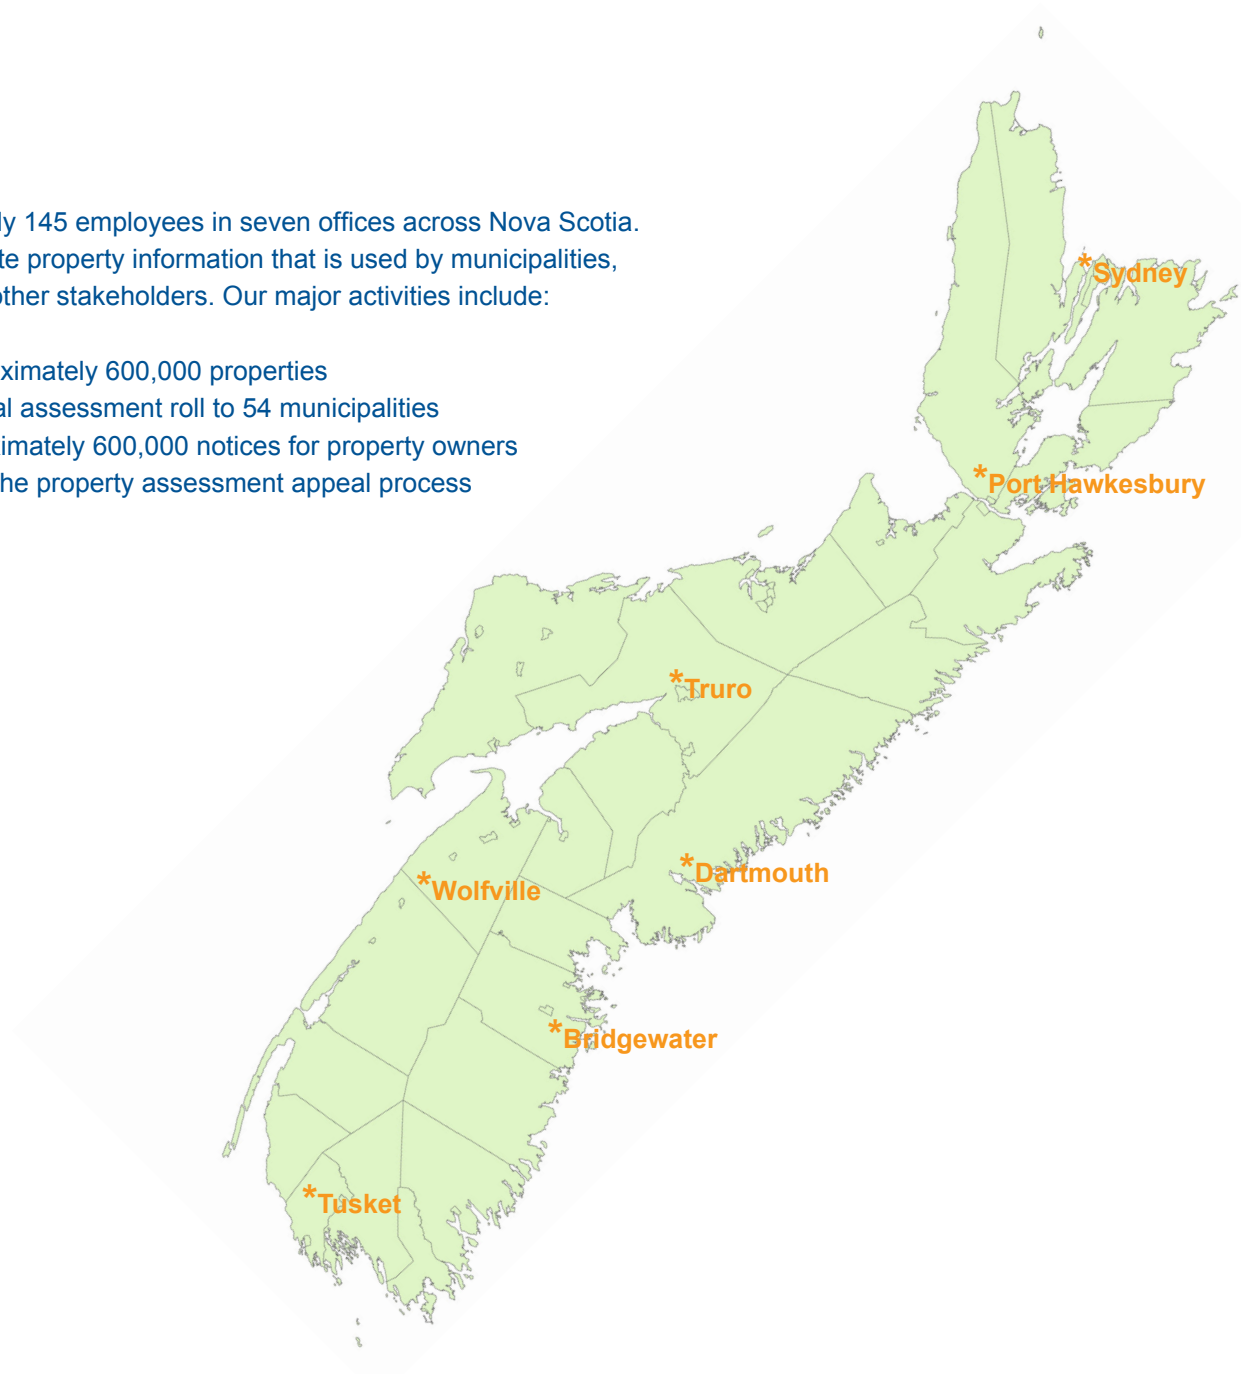 ly 145 employees in seven offices across Nova Scotia.
te property information that is used by municipalities,
other stakeholders. Our major activities include:
ximately 600,000 properties
al assessment roll to 54 municipalities
ximately 600,000 notices for property owners
he property assessment appeal process
*Sydney
*Port Hawkesbury
*Truro
*Dartmouth
*Wolfville
*Bridgewater
*Tusket